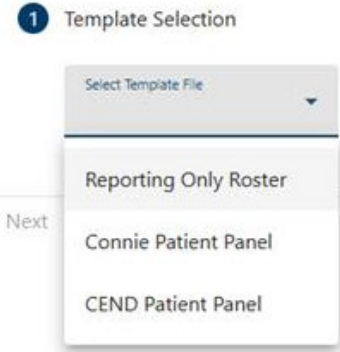 1 Template Selection
Select Template File
Reporting Only Roster
Next
Connie Patient Panel
CEND Patient Panel